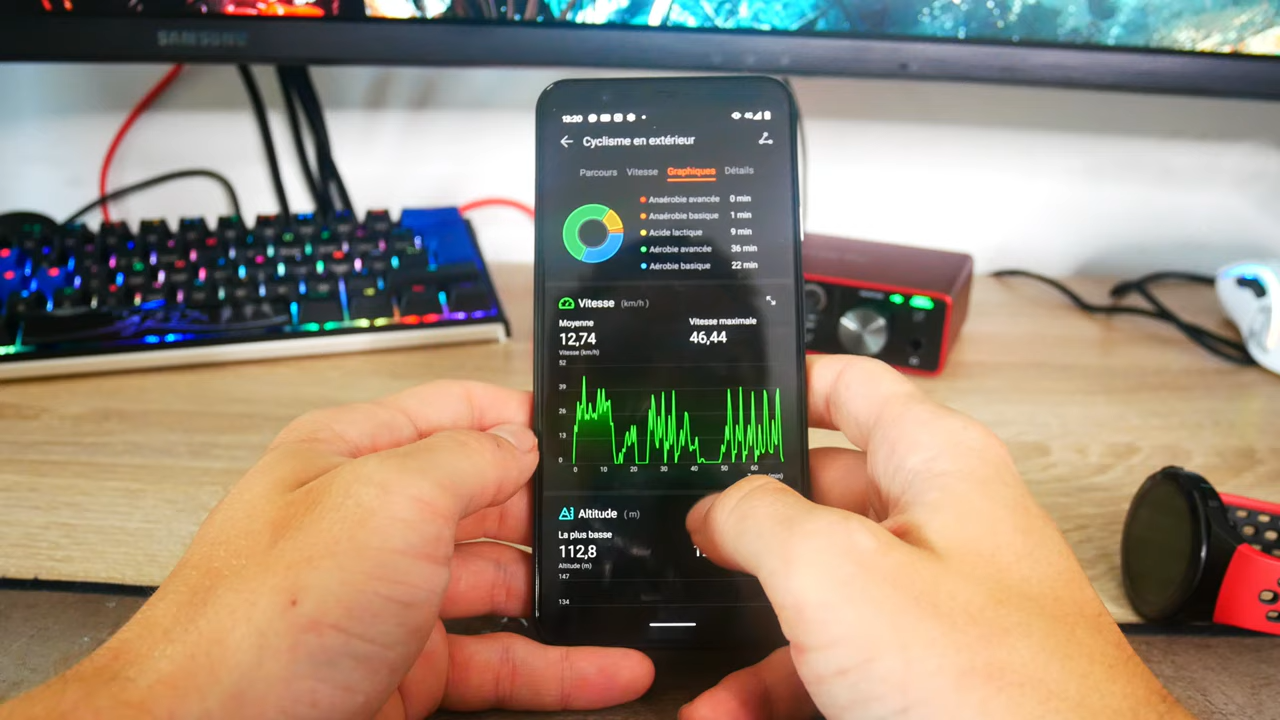 SAMSUNG
13:20 4G
Cyclisme en extérieur
Parcours Vitesse Graphiques Détails
Anaérobie avancée 0 min
Anaérobie basique 1 min
Acide lactique 9 min
Aérobie avancée 36 min
Aérobie basique 22 min
Vitesse (km/h)
Moyenne Vitesse maximale
12,74 46,44
Vitesse (km/h)
52
39
26
13
0
0 10 20 30 40 50 60
(min)
Altitude (m)
La plus basse
112,8
Altitude (m)
147
134